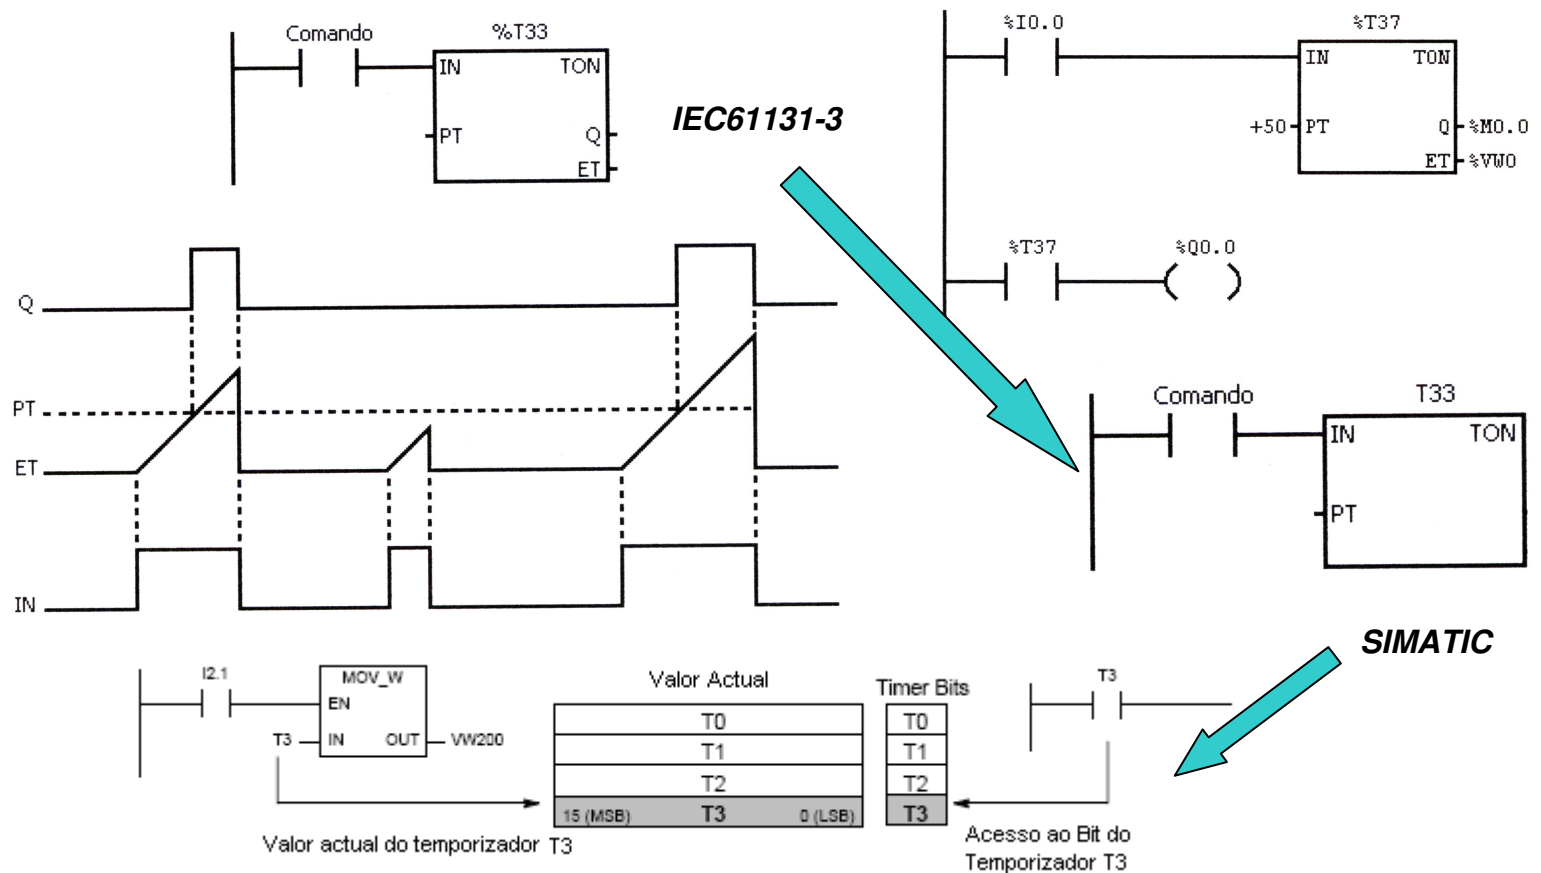 Comando
%T33
IN TON
PT Q
ET
IEC61131-3
%I0.0
%T37
IN TON
+50 PT Q %M0.0
ET %VW0
%T37
%Q0.0
Q
PT
ET
IN
Comando
T33
IN TON
PT
SIMATIC
I2.1
MOV_W
EN
T3 IN OUT VW200
Valor actual do temporizador T3
Valor Actual
T0
T1
T2
15 (MSB) T3 0 (LSB)
Timer Bits
T0
T1
T2
T3
T3
Acesso ao Bit do
Temporizador T3